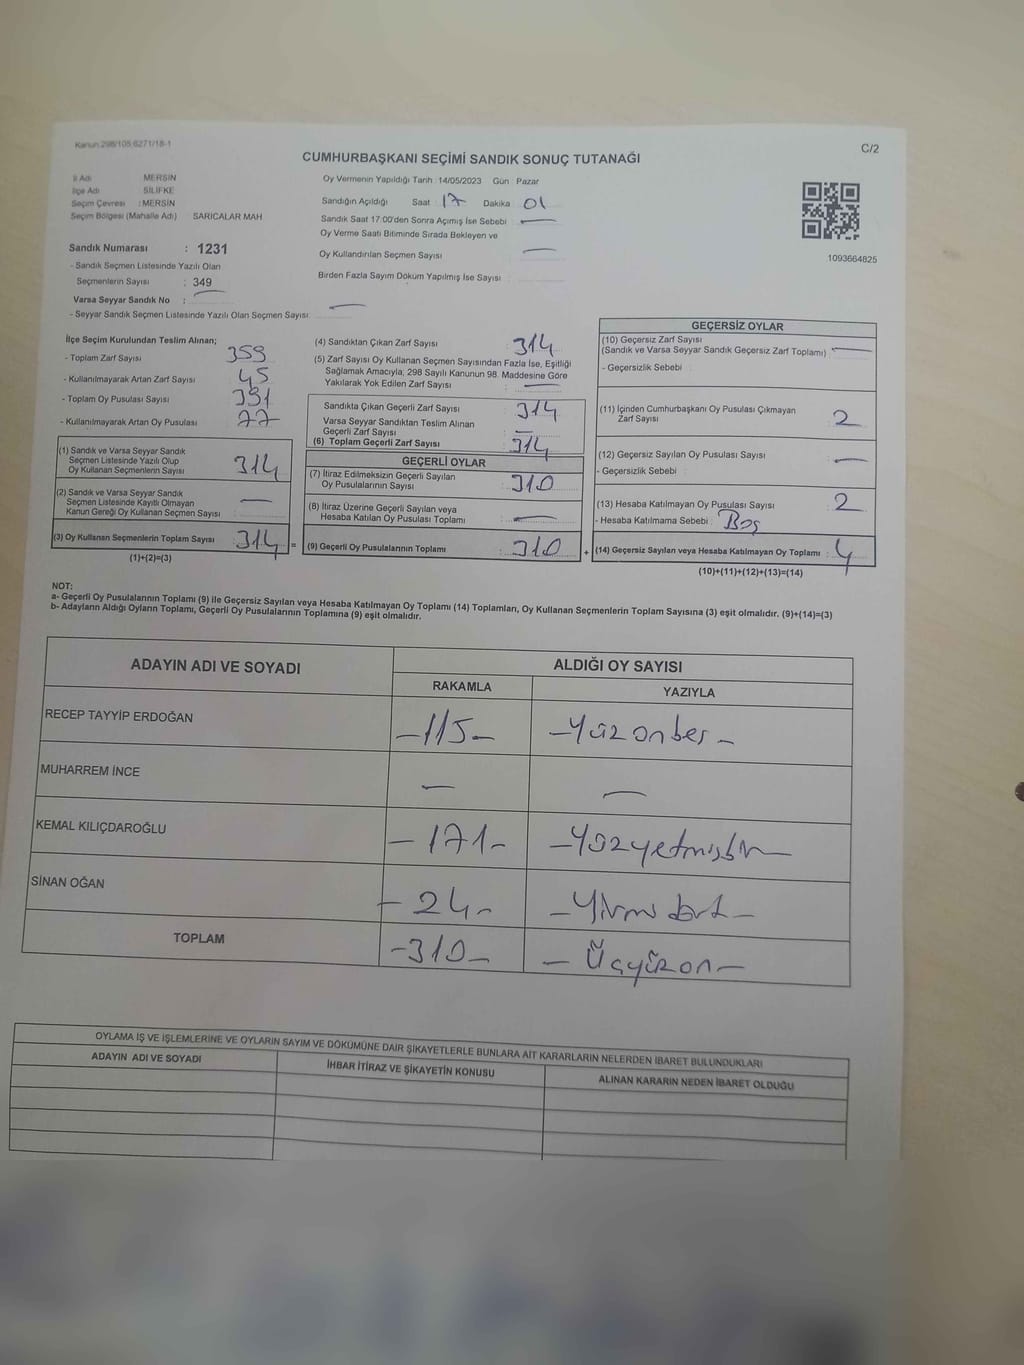 Kanun:298/105,6271/18-1
C/2
CUMHURBAŞKANI SEÇİMİ SANDIK SONUÇ TUTANAĞI
İl Adı MERSİN
İlçe Adı SİLİFKE
Seçim Çevresi : MERSİN
Seçim Bölgesi (Mahalle Adı) SARICALAR MAH
Sandık Numarası : 1231
- Sandık Seçmen Listesinde Yazılı Olan
Seçmenlerin Sayısı : 349
Varsa Seyyar Sandık No : —
- Seyyar Sandık Seçmen Listesinde Yazılı Olan Seçmen Sayısı: —
Oy Vermenin Yapıldığı Tarih : 14/05/2023 Gün : Pazar
Sandığın Açıldığı Saat 17 Dakika 01
Sandık Saat 17:00'den Sonra Açımış İse Sebebi : —
Oy Verme Saati Bitiminde Sırada Bekleyen ve
Oy Kullandırılan Seçmen Sayısı : —
Birden Fazla Sayım Döküm Yapılmış İse Sayısı :
1093664825
İlçe Seçim Kurulundan Teslim Alınan;
- Toplam Zarf Sayısı : 359
- Kullanılmayarak Artan Zarf Sayısı : 45
- Toplam Oy Pusulası Sayısı : 391
- Kullanılmayarak Artan Oy Pusulası : 77
(1) Sandık ve Varsa Seyyar Sandık
Seçmen Listesinde Yazılı Olup
Oy Kullanan Seçmenlerin Sayısı : 314
(2) Sandık ve Varsa Seyyar Sandık
Seçmen Listesinde Kayıtlı Olmayan
Kanun Gereği Oy Kullanan Seçmen Sayısı : —
(3) Oy Kullanan Seçmenlerin Toplam Sayısı : 314 =
(1)+(2)=(3)
(4) Sandıktan Çıkan Zarf Sayısı : 314
(5) Zarf Sayısı Oy Kullanan Seçmen Sayısından Fazla İse, Eşitliği
Sağlamak Amacıyla; 298 Sayılı Kanunun 98. Maddesine Göre
Yakılarak Yok Edilen Zarf Sayısı : —
Sandıkta Çıkan Geçerli Zarf Sayısı : 314
Varsa Seyyar Sandıktan Teslim Alınan
Geçerli Zarf Sayısı : —
(6) Toplam Geçerli Zarf Sayısı : 314
GEÇERLİ OYLAR
(7) İtiraz Edilmeksizin Geçerli Sayılan
Oy Pusulalarının Sayısı : 310
(8) İtiraz Üzerine Geçerli Sayılan veya
Hesaba Katılan Oy Pusulası Toplamı : —
(9) Geçerli Oy Pusulalarının Toplamı : 310 +
GEÇERSİZ OYLAR
(10) Geçersiz Zarf Sayısı
(Sandık ve Varsa Seyyar Sandık Geçersiz Zarf Toplamı) : —
- Geçersizlik Sebebi :
(11) İçinden Cumhurbaşkanı Oy Pusulası Çıkmayan
Zarf Sayısı : 2
(12) Geçersiz Sayılan Oy Pusulası Sayısı : —
- Geçersizlik Sebebi :
(13) Hesaba Katılmayan Oy Pusulası Sayısı : 2
- Hesaba Katılmama Sebebi : Boş
(14) Geçersiz Sayılan veya Hesaba Katılmayan Oy Toplamı : 4
(10)+(11)+(12)+(13)=(14)
NOT:
a- Geçerli Oy Pusulalarının Toplamı (9) ile Geçersiz Sayılan veya Hesaba Katılmayan Oy Toplamı (14) Toplamları, Oy Kullanan Seçmenlerin Toplam Sayısına (3) eşit olmalıdır. (9)+(14)=(3)
b- Adayların Aldığı Oyların Toplamı, Geçerli Oy Pusulalarının Toplamına (9) eşit olmalıdır.
ADAYIN ADI VE SOYADI ALDIĞI OY SAYISI
RAKAMLA YAZIYLA
RECEP TAYYİP ERDOĞAN -115- -Yüzonbeş-
MUHARREM İNCE — —
KEMAL KILIÇDAROĞLU -171- -Yüzyetmişbir-
SİNAN OĞAN -24- -Yirmi dört-
TOPLAM -310- -Üçyüzon-
OYLAMA İŞ VE İŞLEMLERİNE VE OYLARIN SAYIM VE DÖKÜMÜNE DAİR ŞİKAYETLERLE BUNLARA AİT KARARLARIN NELERDEN İBARET BULUNDUKLARI
ADAYIN ADI VE SOYADI İHBAR İTİRAZ VE ŞİKAYETİN KONUSU ALINAN KARARIN NEDEN İBARET OLDUĞU